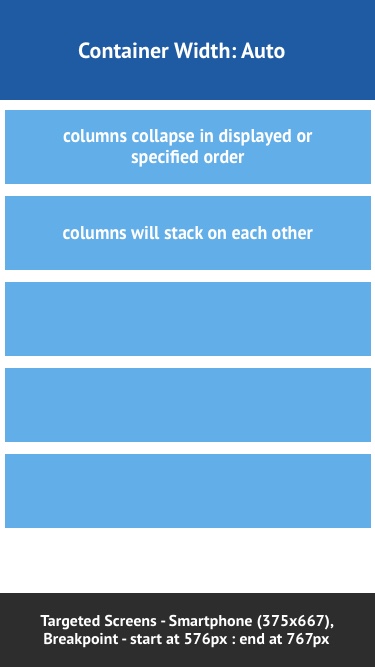 Container Width: Auto
columns collapse in displayed or
specified order
columns will stack on each other
Targeted Screens - Smartphone (375x667),
Breakpoint - start at 576px : end at 767px